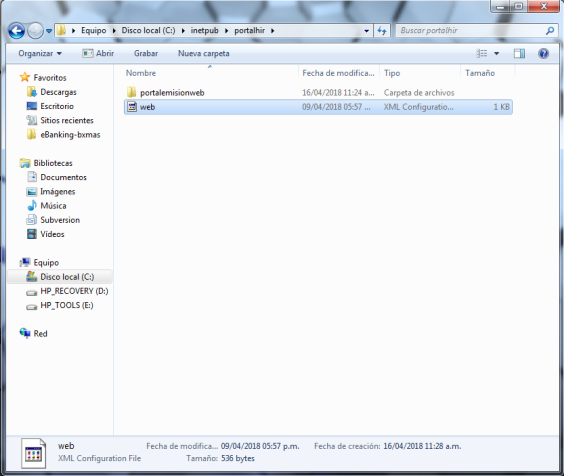 Equipo ▸ Disco local (C:) ▸ inetpub ▸ portalhir ▸
Buscar portalhir
Organizar Abrir Grabar Nueva carpeta
Nombre Fecha de modifica... Tipo Tamaño
portalemisionweb 16/04/2018 11:24 a... Carpeta de archivos
web 09/04/2018 05:57 ... XML Configuratio... 1 KB
Favoritos
Descargas
Escritorio
Sitios recientes
eBanking-bxmas
Bibliotecas
Documentos
Imágenes
Música
Subversion
Vídeos
Equipo
Disco local (C:)
HP_RECOVERY (D:)
HP_TOOLS (E:)
Red
web Fecha de modifica... 09/04/2018 05:57 p.m. Fecha de creación: 16/04/2018 11:28 a.m.
XML Configuration File Tamaño: 536 bytes